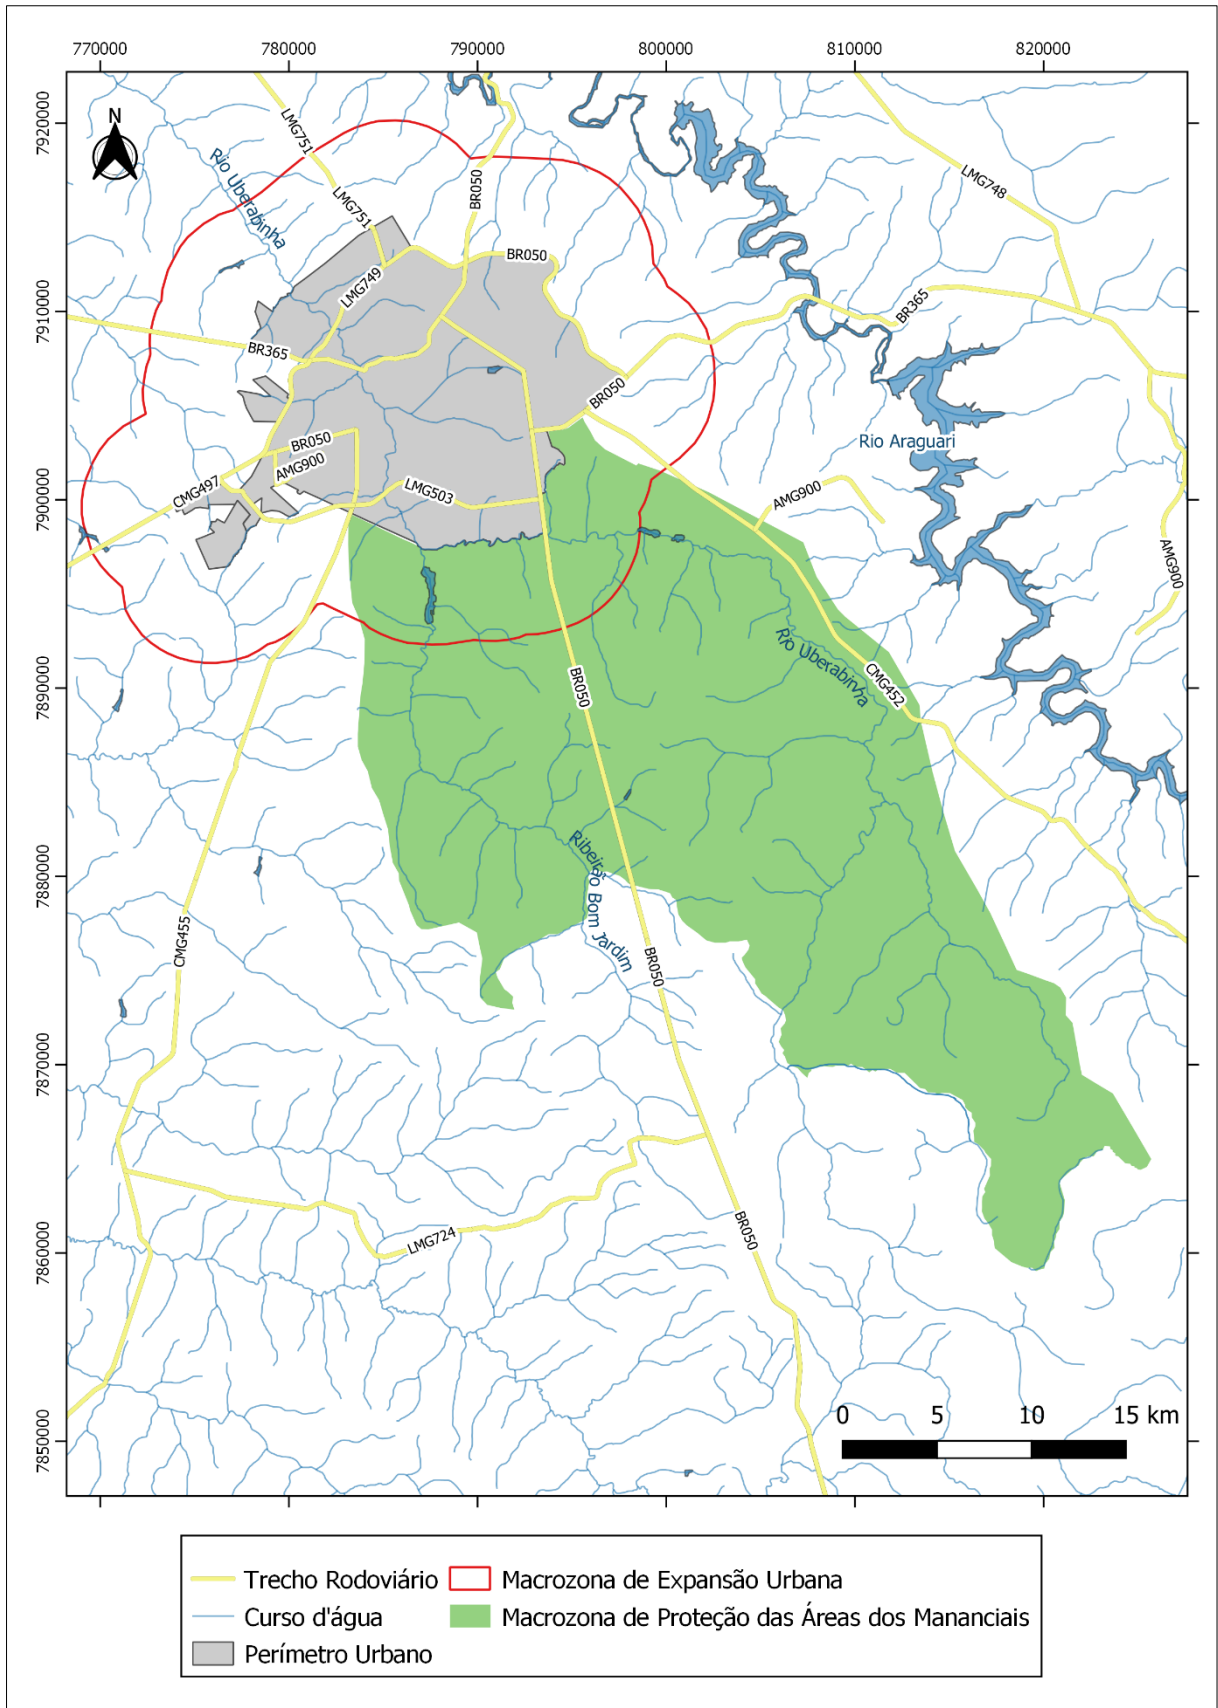 770000 780000 790000 800000 810000 820000
7920000
7910000
7900000
7890000
7880000
7870000
7860000
7850000
N
LMG751
Rio Uberabinha
LMG751
BR050
LMG748
BR050
LMG749
BR365
BR365
BR050
Rio Araguari
BR050
AMG900
CMG497
LMG503
AMG900
AMG900
Rio Uberabinha
BR050
CMG452
Ribeirão Bom Jardim
CMG455
BR050
BR050
LMG724
0 5 10 15 km
Trecho Rodoviário
Curso d'água
Perímetro Urbano
Macrozona de Expansão Urbana
Macrozona de Proteção das Áreas dos Mananciais